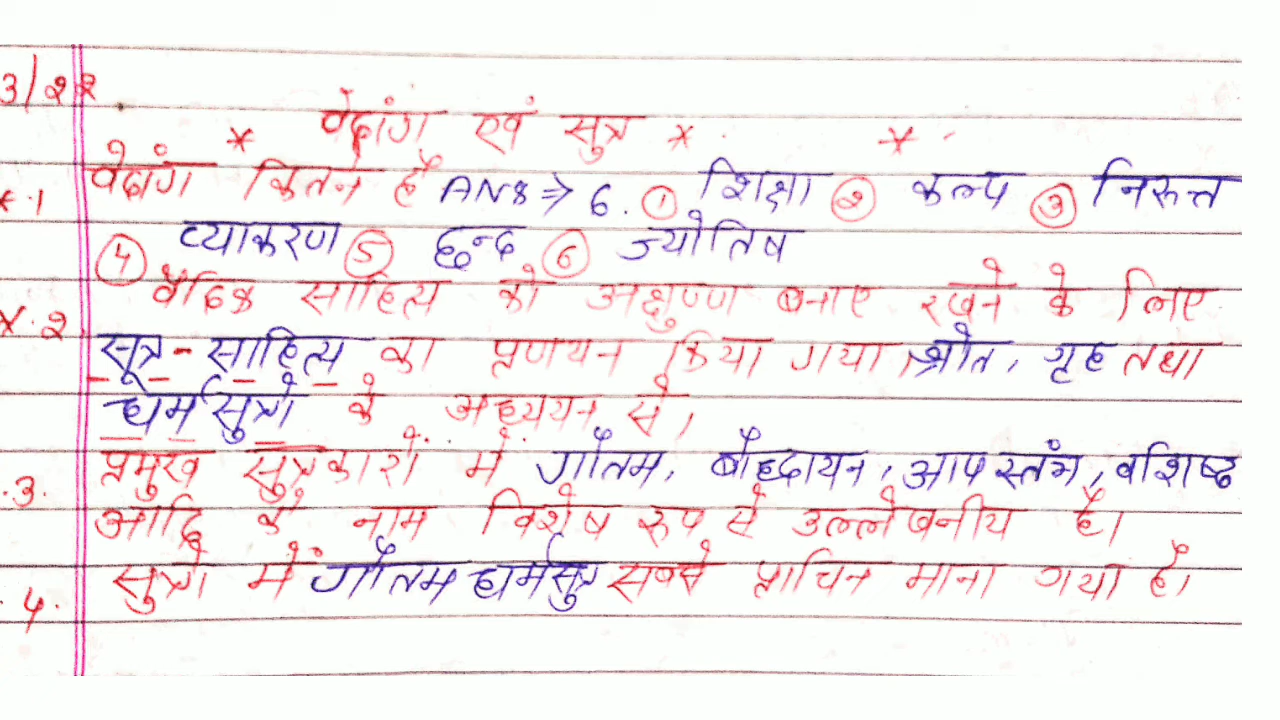 3/22
* वेदांग एवं सुत्र * *
.1 वेदांग कितने है ANS ⇒ 6. ① शिक्षा ② कल्प ③ निरुत्त
④ व्याकरण ⑤ छन्द ⑥ ज्योतिष
वैदिक साहित्य को अक्षुण्ण बनाए रखने के लिए
.2 सूत्र - साहित्य का प्रणयन किया गया। श्रोत, गृह तथा
धर्मसुत्रो के अध्ययन से।
.3. प्रमुख सुत्रकारों में गौतम, बौद्धायन, आपस्तंभ, वशिष्ठ
आदि के नाम विशेष रुप से उल्लेखनीय है।
.4. सुत्रो में गौतम धर्मसुत्र सबसे प्राचिन माना गया है।